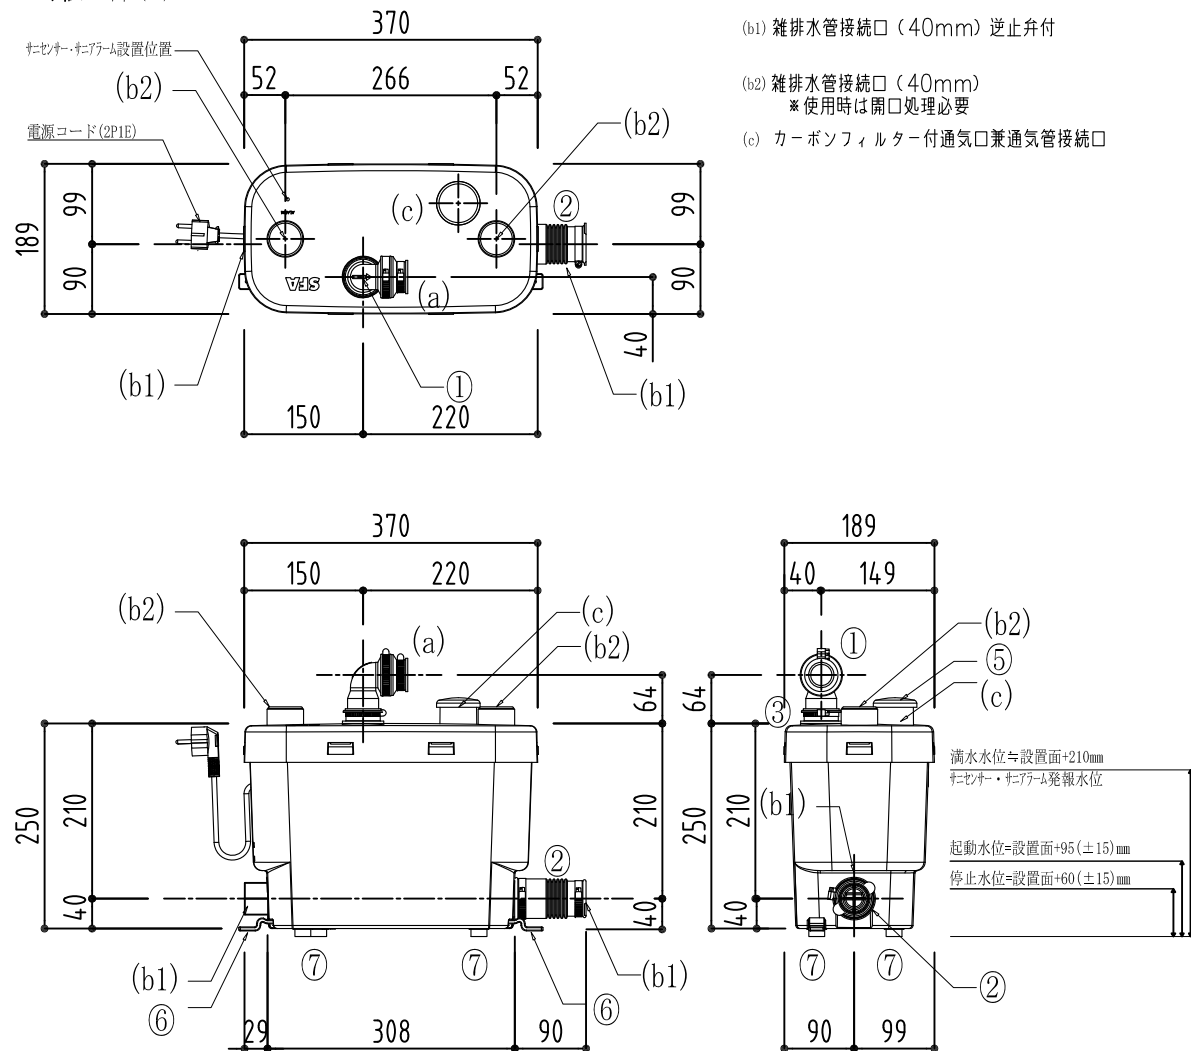 370
(b1) 雑排水管接続口（40mm）逆止弁付
サニセンサー・サニアラーム設置位置
52 266 52
(b2)
(b2) 雑排水管接続口（40mm）
※使用時は開口処理必要
(b2)
電源コード(2P1E)
(c) カーボンフィルター付通気口兼通気管接続口
189
99
90
(c)
②
99
90
SFA
(a)
40
(b1)
①
(b1)
150 220
370
189
150 220
40 149
(b2)
(c)
(a)
(b2)
①
(b2)
⑤
(c)
64
64
③
満水水位≒設置面+210mm
サニセンサー・サニアラーム発報水位
250
210
210
250
210
(b1)
起動水位=設置面+95(±15)mm
②
停止水位=設置面+60(±15)mm
40
40
40
(b1)
⑦
⑦
(b1)
⑦
⑦
②
⑥
⑥
29 308 90
90 99